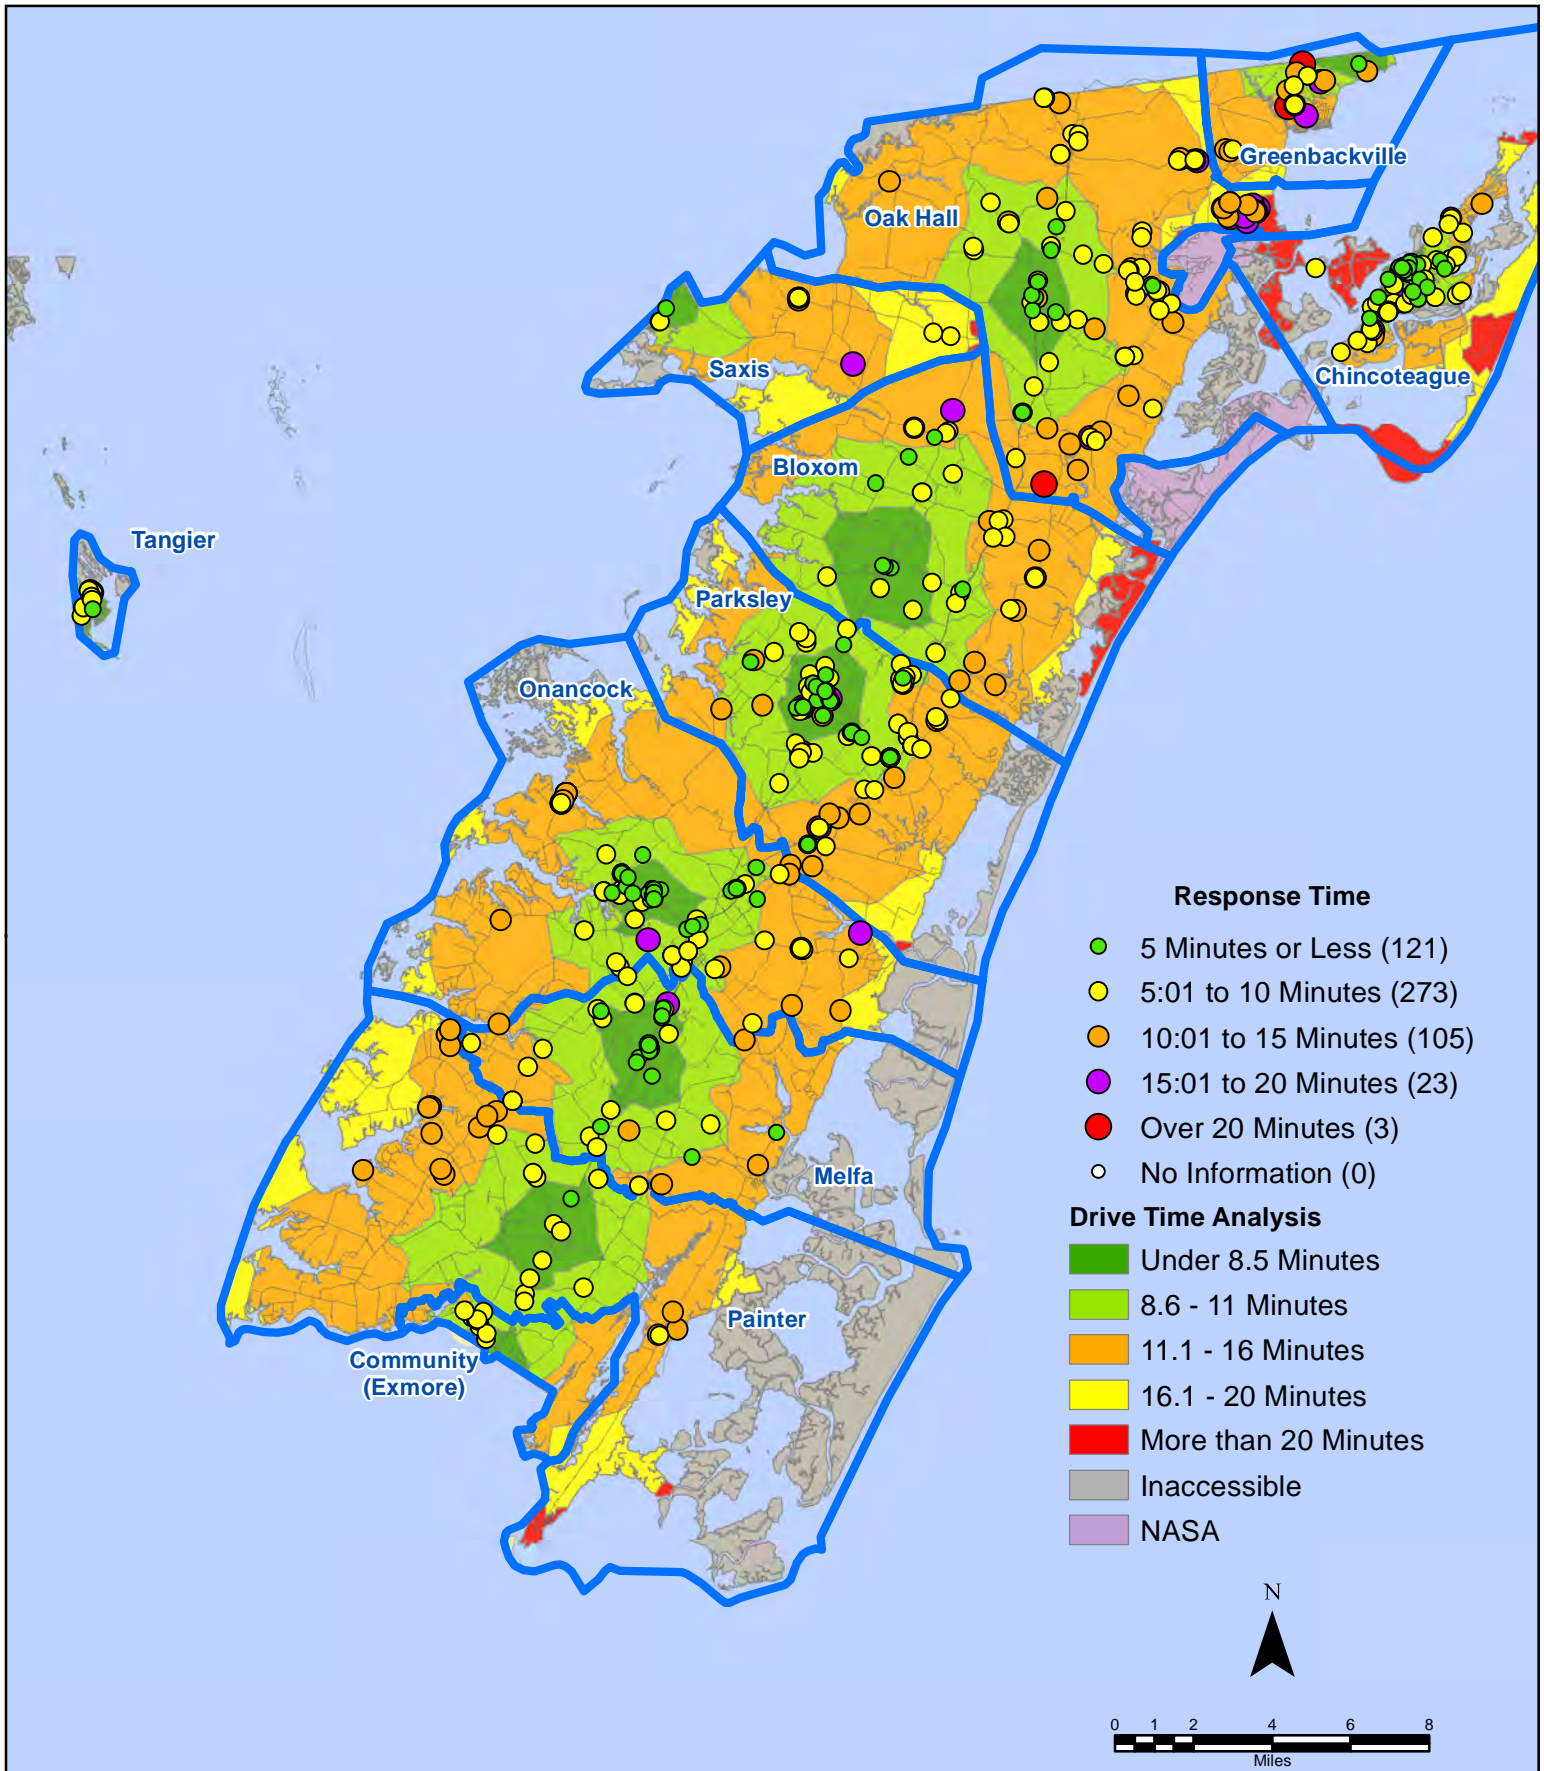 Greenbackville
Oak Hall
Chincoteague
Saxis
Bloxom
Tangier
Parksley
Onancock
Melfa
Painter
Community
(Exmore)
Response Time
5 Minutes or Less (121)
5:01 to 10 Minutes (273)
10:01 to 15 Minutes (105)
15:01 to 20 Minutes (23)
Over 20 Minutes (3)
No Information (0)
Drive Time Analysis
Under 8.5 Minutes
8.6 - 11 Minutes
11.1 - 16 Minutes
16.1 - 20 Minutes
More than 20 Minutes
Inaccessible
NASA
N
0 1 2 4 6 8
Miles